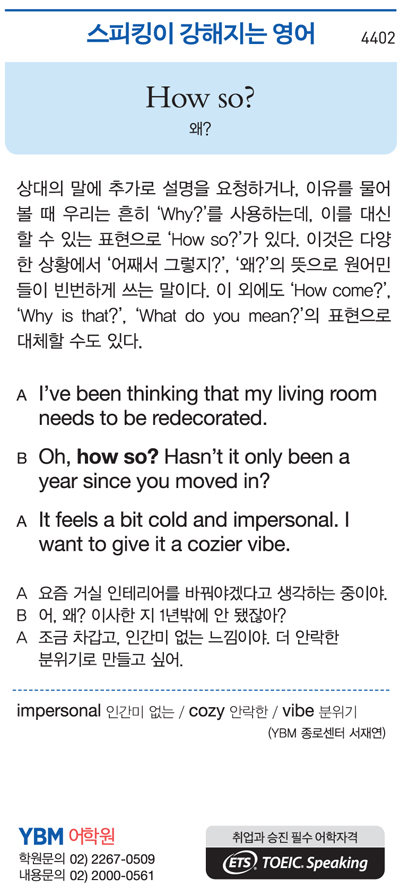 스피킹이 강해지는 영어 4402
How so?
왜?
상대의 말에 추가로 설명을 요청하거나, 이유를 물어
볼 때 우리는 흔히 ‘Why?’를 사용하는데, 이를 대신
할 수 있는 표현으로 ‘How so?’가 있다. 이것은 다양
한 상황에서 ‘어째서 그렇지?’, ‘왜?’의 뜻으로 원어민
들이 빈번하게 쓰는 말이다. 이 외에도 ‘How come?’,
‘Why is that?’, ‘What do you mean?’의 표현으로
대체할 수도 있다.
A I’ve been thinking that my living room
needs to be redecorated.
B Oh, how so? Hasn’t it only been a
year since you moved in?
A It feels a bit cold and impersonal. I
want to give it a cozier vibe.
A 요즘 거실 인테리어를 바꿔야겠다고 생각하는 중이야.
B 어, 왜? 이사한 지 1년밖에 안 됐잖아?
A 조금 차갑고, 인간미 없는 느낌이야. 더 안락한
분위기로 만들고 싶어.
impersonal 인간미 없는 / cozy 안락한 / vibe 분위기
(YBM 종로센터 서재연)
YBM 어학원
학원문의 02) 2267-0509
내용문의 02) 2000-0561
취업과 승진 필수 어학자격
ETS TOEIC Speaking